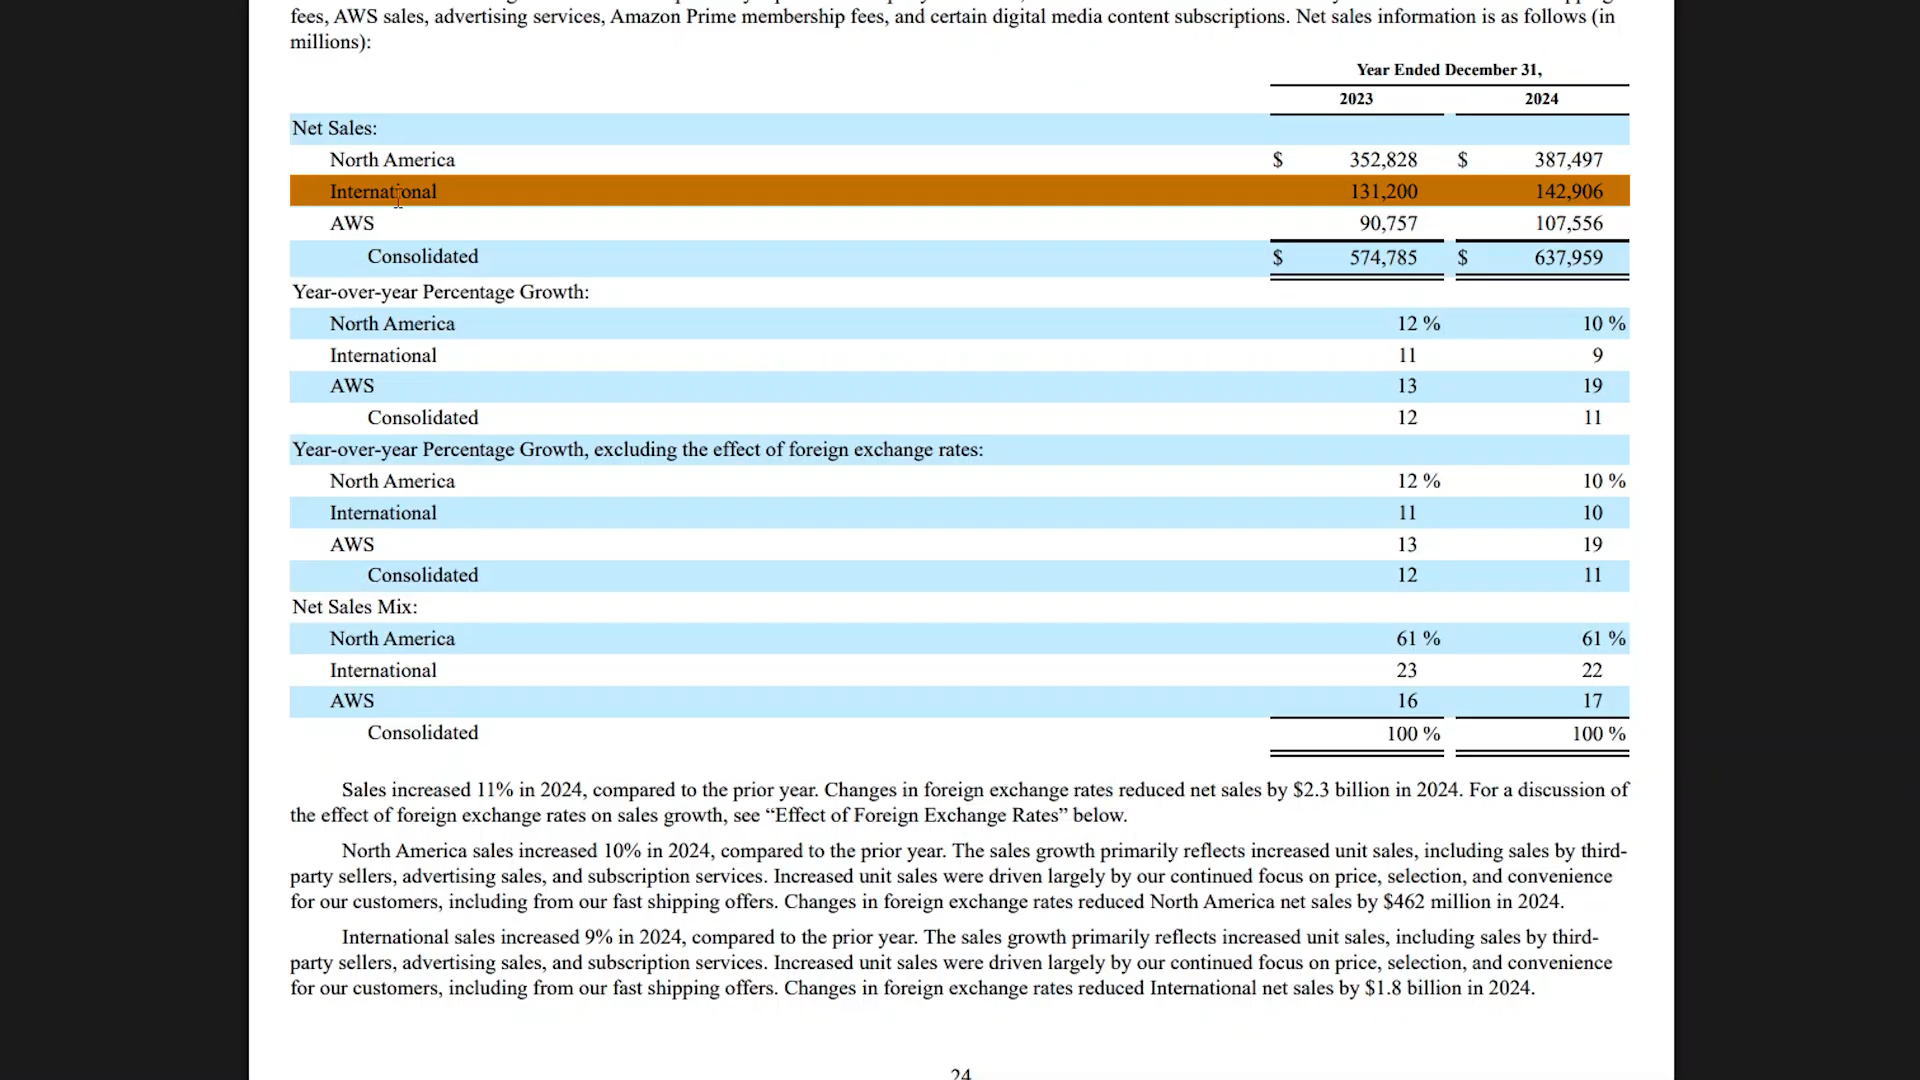 fees, AWS sales, advertising services, Amazon Prime membership fees, and certain digital media content subscriptions. Net sales information is as follows (in
millions):
Year Ended December 31,
2023 2024
Net Sales:
North America $ 352,828 $ 387,497
International 131,200 142,906
AWS 90,757 107,556
Consolidated $ 574,785 $ 637,959
Year-over-year Percentage Growth:
North America 12 % 10 %
International 11 9
AWS 13 19
Consolidated 12 11
Year-over-year Percentage Growth, excluding the effect of foreign exchange rates:
North America 12 % 10 %
International 11 10
AWS 13 19
Consolidated 12 11
Net Sales Mix:
North America 61 % 61 %
International 23 22
AWS 16 17
Consolidated 100 % 100 %
Sales increased 11% in 2024, compared to the prior year. Changes in foreign exchange rates reduced net sales by $2.3 billion in 2024. For a discussion of
the effect of foreign exchange rates on sales growth, see “Effect of Foreign Exchange Rates” below.
North America sales increased 10% in 2024, compared to the prior year. The sales growth primarily reflects increased unit sales, including sales by third-
party sellers, advertising sales, and subscription services. Increased unit sales were driven largely by our continued focus on price, selection, and convenience
for our customers, including from our fast shipping offers. Changes in foreign exchange rates reduced North America net sales by $462 million in 2024.
International sales increased 9% in 2024, compared to the prior year. The sales growth primarily reflects increased unit sales, including sales by third-
party sellers, advertising sales, and subscription services. Increased unit sales were driven largely by our continued focus on price, selection, and convenience
for our customers, including from our fast shipping offers. Changes in foreign exchange rates reduced International net sales by $1.8 billion in 2024.
24